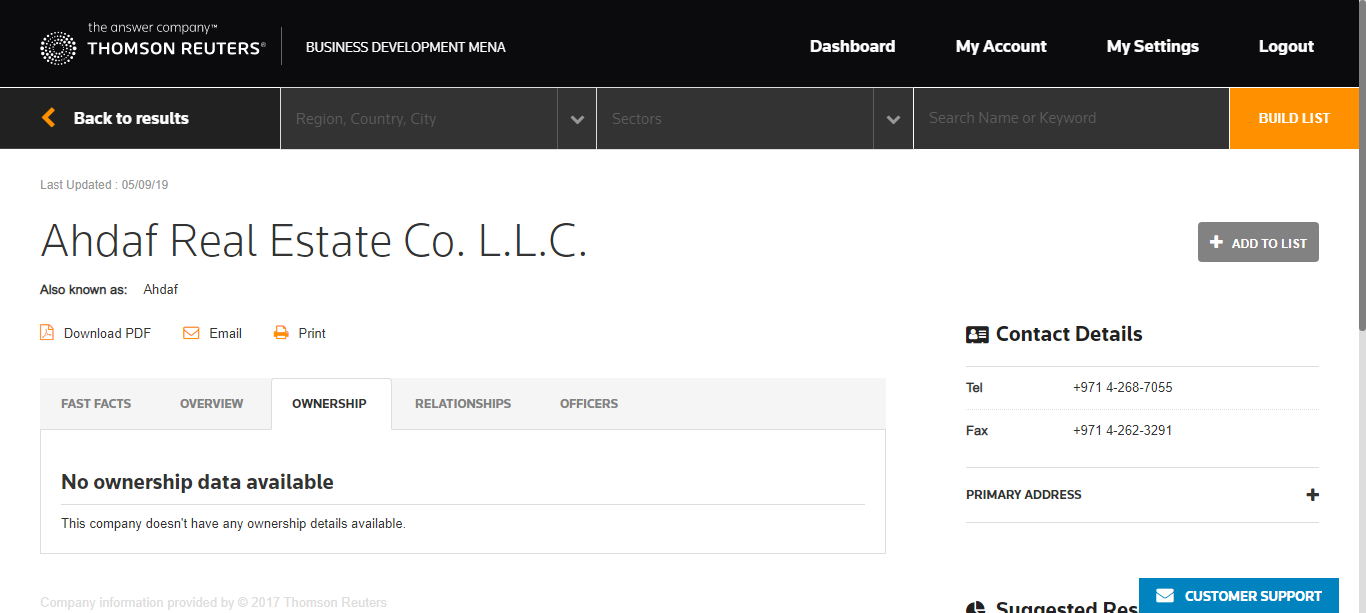 the answer company™
THOMSON REUTERS®
BUSINESS DEVELOPMENT MENA
Dashboard
My Account
My Settings
Logout
Back to results
Region, Country, City
Sectors
Search Name or Keyword
BUILD LIST
Last Updated : 05/09/19
Ahdaf Real Estate Co. L.L.C.
ADD TO LIST
Also known as: Ahdaf
Download PDF
Email
Print
FAST FACTS
OVERVIEW
OWNERSHIP
RELATIONSHIPS
OFFICERS
No ownership data available
This company doesn't have any ownership details available.
Contact Details
Tel +971 4-268-7055
Fax +971 4-262-3291
PRIMARY ADDRESS
Company information provided by © 2017 Thomson Reuters
Suggested Res
CUSTOMER SUPPORT